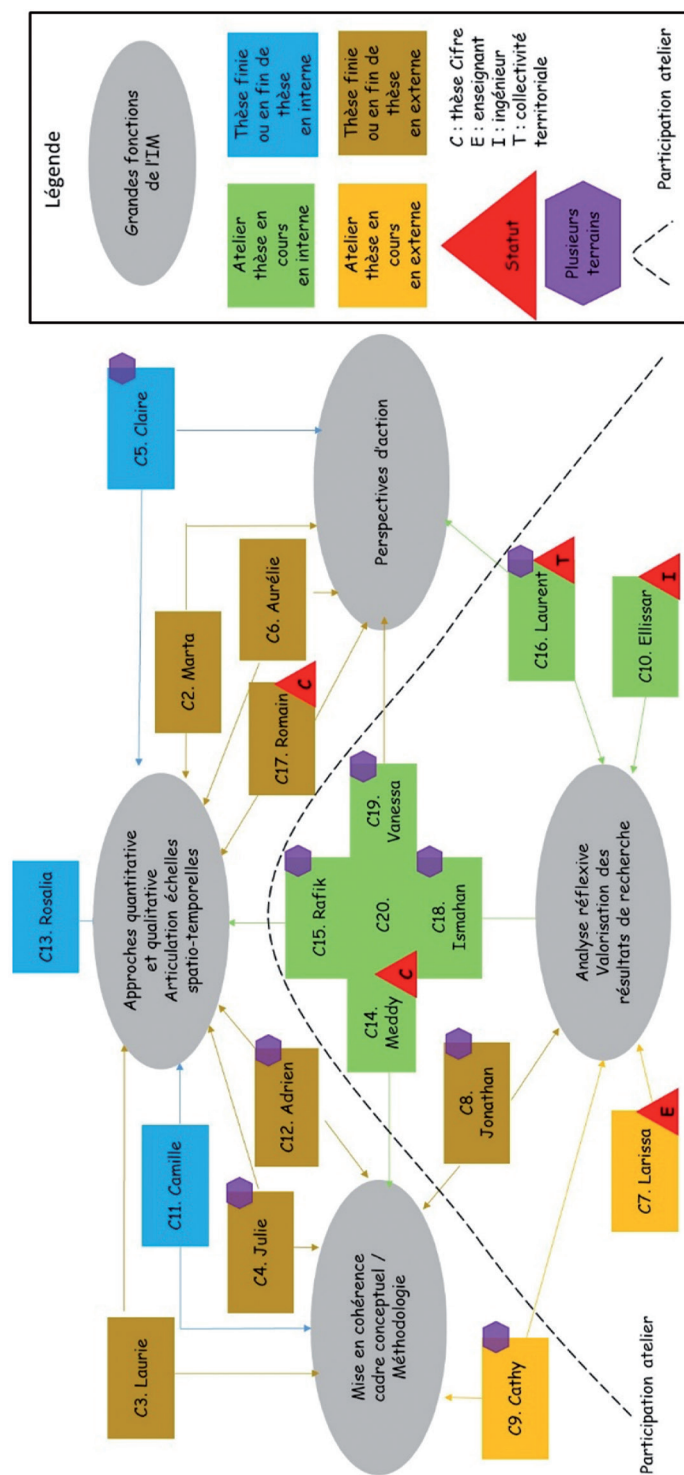 C13. Rosalia
C5. Claire
C3. Laurie
C11. Camille
C2. Marta
C4. Julie
C12. Adrien
Approches quantitative
et qualitative
Articulation échelles
spatio-temporelles
C6. Aurélie
C17. Romain
C
Mise en cohérence
cadre conceptuel /
Méthodologie
Perspectives d'action
C15. Rafik
C14.
Meddy
C
C20.
C19.
Vanessa
C18.
Ismahan
C8.
Jonathan
C16. Laurent
T
C9. Cathy
C7. Larissa
E
Analyse réflexive
Valorisation des
résultats de recherche
C10. Ellissar
I
Participation atelier
Légende
Grandes fonctions
de l'IM
Atelier
thèse en
cours
en interne
Thèse finie
ou en fin de
thèse
en interne
Atelier
thèse en
cours
en externe
Thèse finie
ou en fin de
thèse
en externe
Statut
C : thèse Cifre
E : enseignant
I : ingénieur
T : collectivité
territoriale
Plusieurs
terrains
Participation atelier